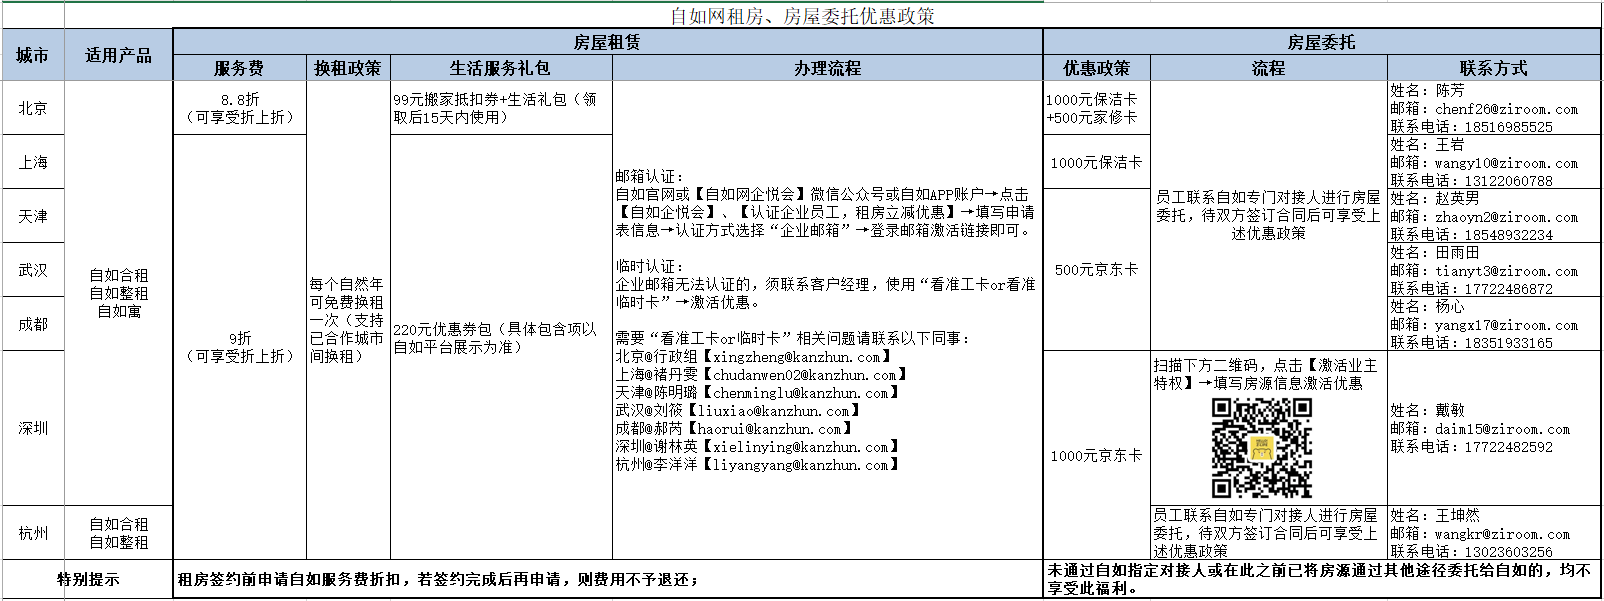 自如网租房、房屋委托优惠政策
城市
适用产品
房屋租赁
房屋委托
服务费
换租政策
生活服务礼包
办理流程
优惠政策
流程
联系方式
北京
8.8折
（可享受折上折）
99元搬家抵扣券+生活礼包（领
取后15天内使用）
1000元保洁卡
+500元家修卡
姓名：陈芳
邮箱：chenf26@ziroom.com
联系电话：18516985525
上海
1000元保洁卡
姓名：王岩
邮箱：wangy10@ziroom.com
联系电话：13122060788
天津
姓名：赵英男
邮箱：zhaoyn2@ziroom.com
联系电话：18548932234
武汉
500元京东卡
姓名：田雨田
邮箱：tianyt3@ziroom.com
联系电话：17722486872
成都
姓名：杨心
邮箱：yangx17@ziroom.com
联系电话：18351933165
员工联系自如专门对接人进行房屋
委托，待双方签订合同后可享受上
述优惠政策
自如合租
自如整租
自如寓
9折
（可享受折上折）
每个自然年
可免费换租
一次（支持
已合作城市
间换租）
220元优惠券包（具体包含项以
自如平台展示为准）
邮箱认证：
自如官网或【自如网企悦会】微信公众号或自如APP账户→点击
【自如企悦会】、【认证企业员工，租房立减优惠】→填写申请
表信息→认证方式选择“企业邮箱”→登录邮箱激活链接即可。
临时认证：
企业邮箱无法认证的，须联系客户经理，使用“看准工卡or看准
临时卡”→激活优惠。
需要“看准工卡or临时卡”相关问题请联系以下同事：
北京@行政组【xingzheng@kanzhun.com】
上海@褚丹雯【chudanwen02@kanzhun.com】
天津@陈明璐【chenminglu@kanzhun.com】
武汉@刘筱【liuxiao@kanzhun.com】
成都@郝芮【haorui@kanzhun.com】
深圳@谢林英【xielinying@kanzhun.com】
杭州@李洋洋【liyangyang@kanzhun.com】
深圳
1000元京东卡
扫描下方二维码，点击【激活业主
特权】→填写房源信息激活优惠
姓名：戴敏
邮箱：daim15@ziroom.com
联系电话：17722482592
杭州
自如合租
自如整租
员工联系自如专门对接人进行房屋
委托，待双方签订合同后可享受上
述优惠政策
姓名：王坤然
邮箱：wangkr@ziroom.com
联系电话：13023603256
特别提示
租房签约前申请自如服务费折扣，若签约完成后再申请，则费用不予退还；
未通过自如指定对接人或在此之前已将房源通过其他途径委托给自如的，均不
享受此福利。